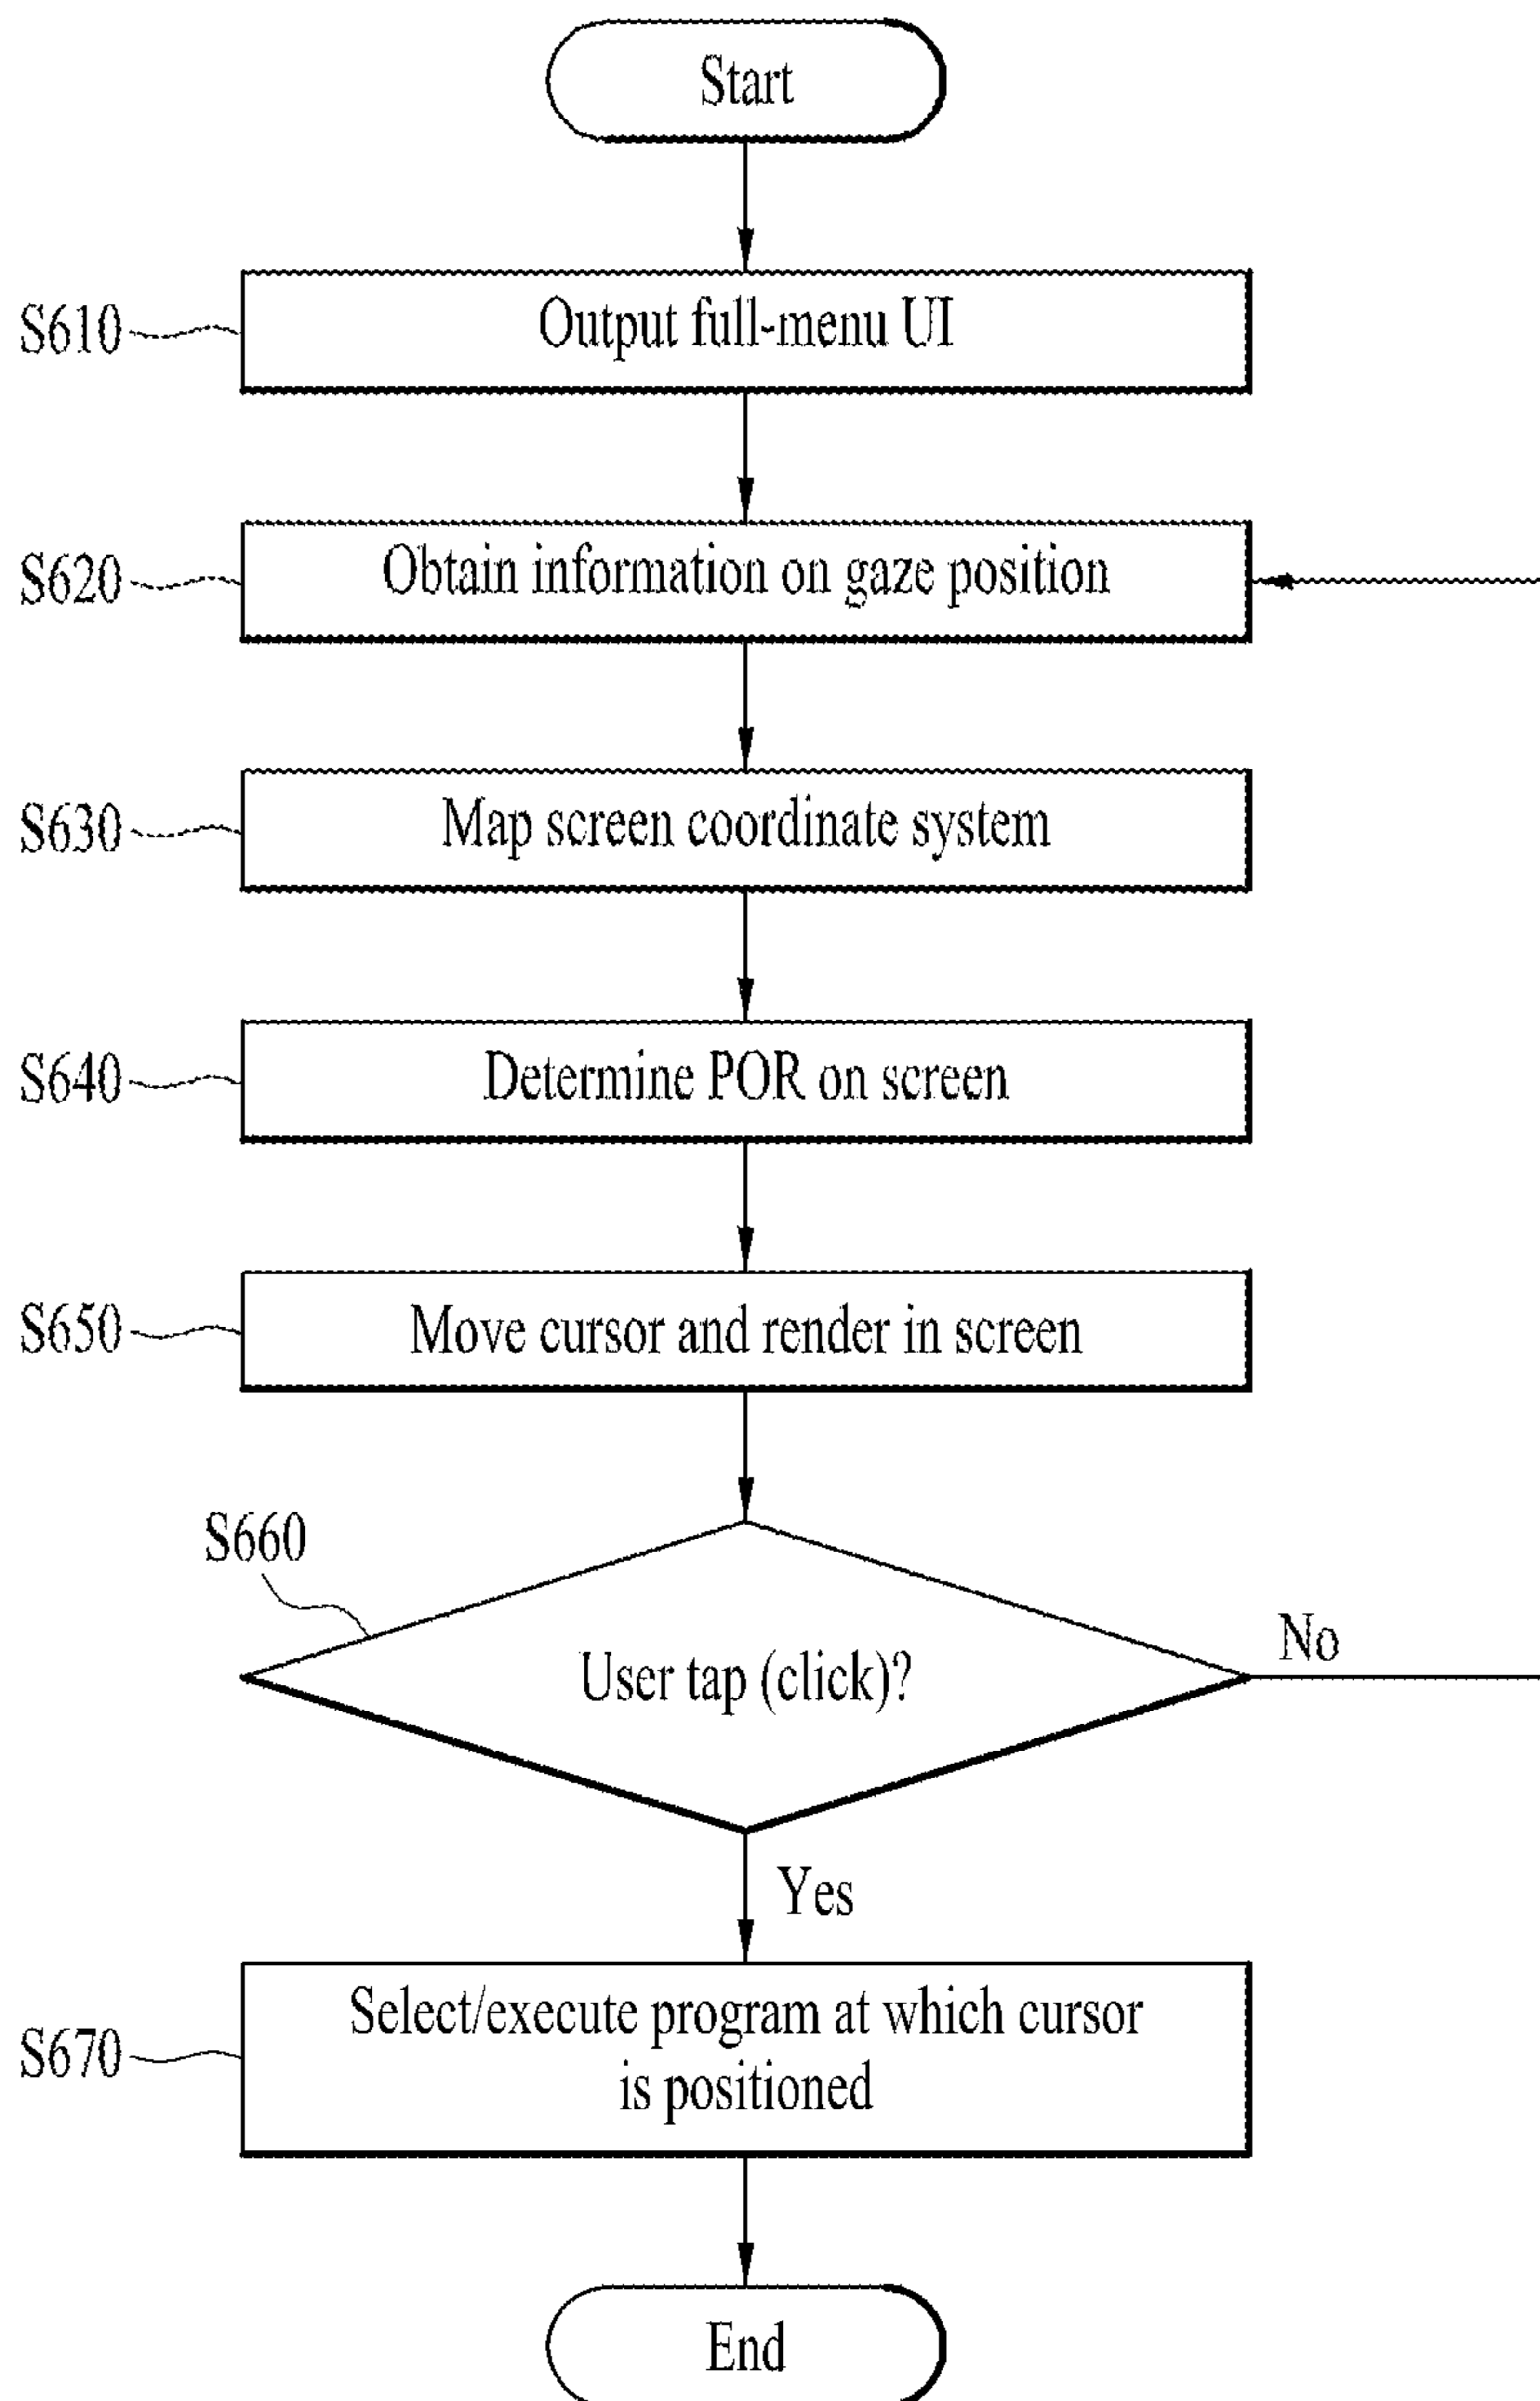 Start
S610
Output full-menu UI
S620
Obtain information on gaze position
S630
Map screen coordinate system
S640
Determine POR on screen
S650
Move cursor and render in screen
S660
User tap (click)?
No
Yes
S670
Select/execute program at which cursor
is positioned
End